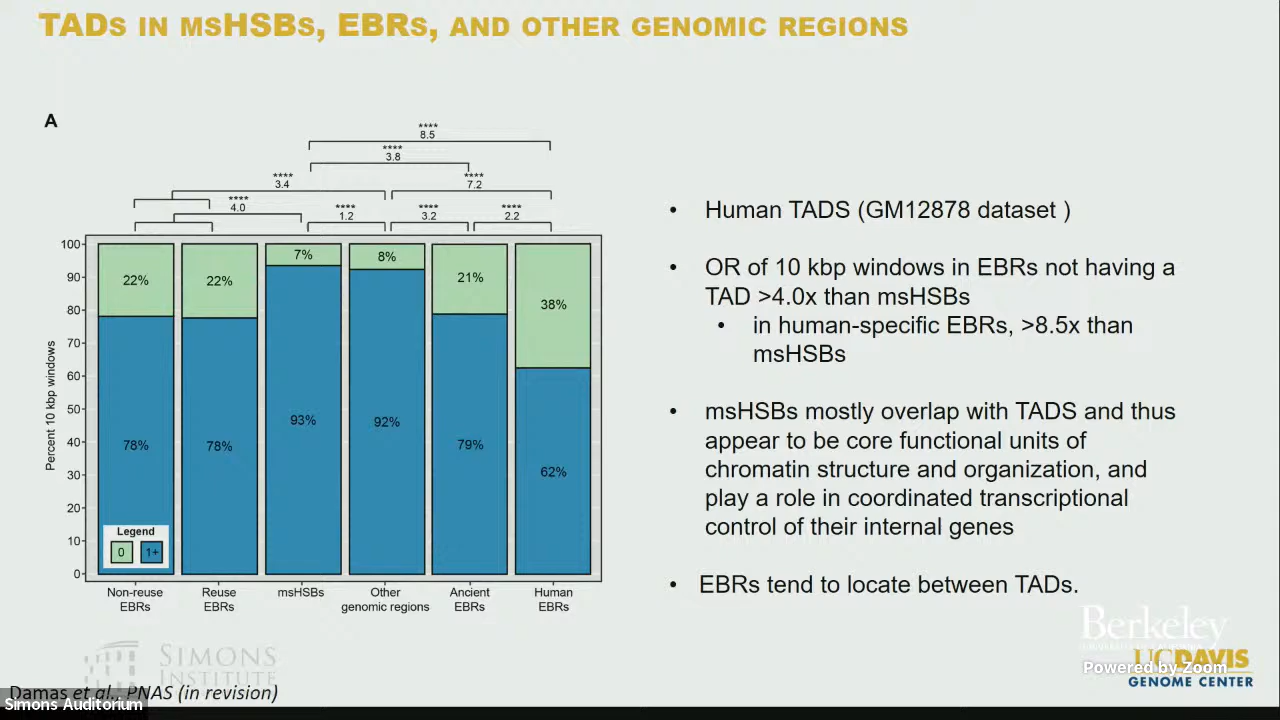 TADs in msHSBs, EBRs, and other genomic regions
A
****
8.5
****
3.8
****
3.4
****
7.2
****
4.0
****
1.2
****
3.2
****
2.2
Percent 10 kbp windows
100
90
80
70
60
50
40
30
20
10
0
22%
22%
7%
8%
21%
38%
78%
78%
93%
92%
79%
62%
Legend
0
1+
Non-reuse
EBRs
Reuse
EBRs
msHSBs
Other
genomic regions
Ancient
EBRs
Human
EBRs
• Human TADS (GM12878 dataset )
• OR of 10 kbp windows in EBRs not having a
TAD >4.0x than msHSBs
• in human-specific EBRs, >8.5x than
msHSBs
• msHSBs mostly overlap with TADS and thus
appear to be core functional units of
chromatin structure and organization, and
play a role in coordinated transcriptional
control of their internal genes
• EBRs tend to locate between TADs.
Berkeley
UCDAVIS
Powered by Zoom
GENOME CENTER
SIMONS
INSTITUTE
Damas et al., PNAS (in revision)
Simons Auditorium